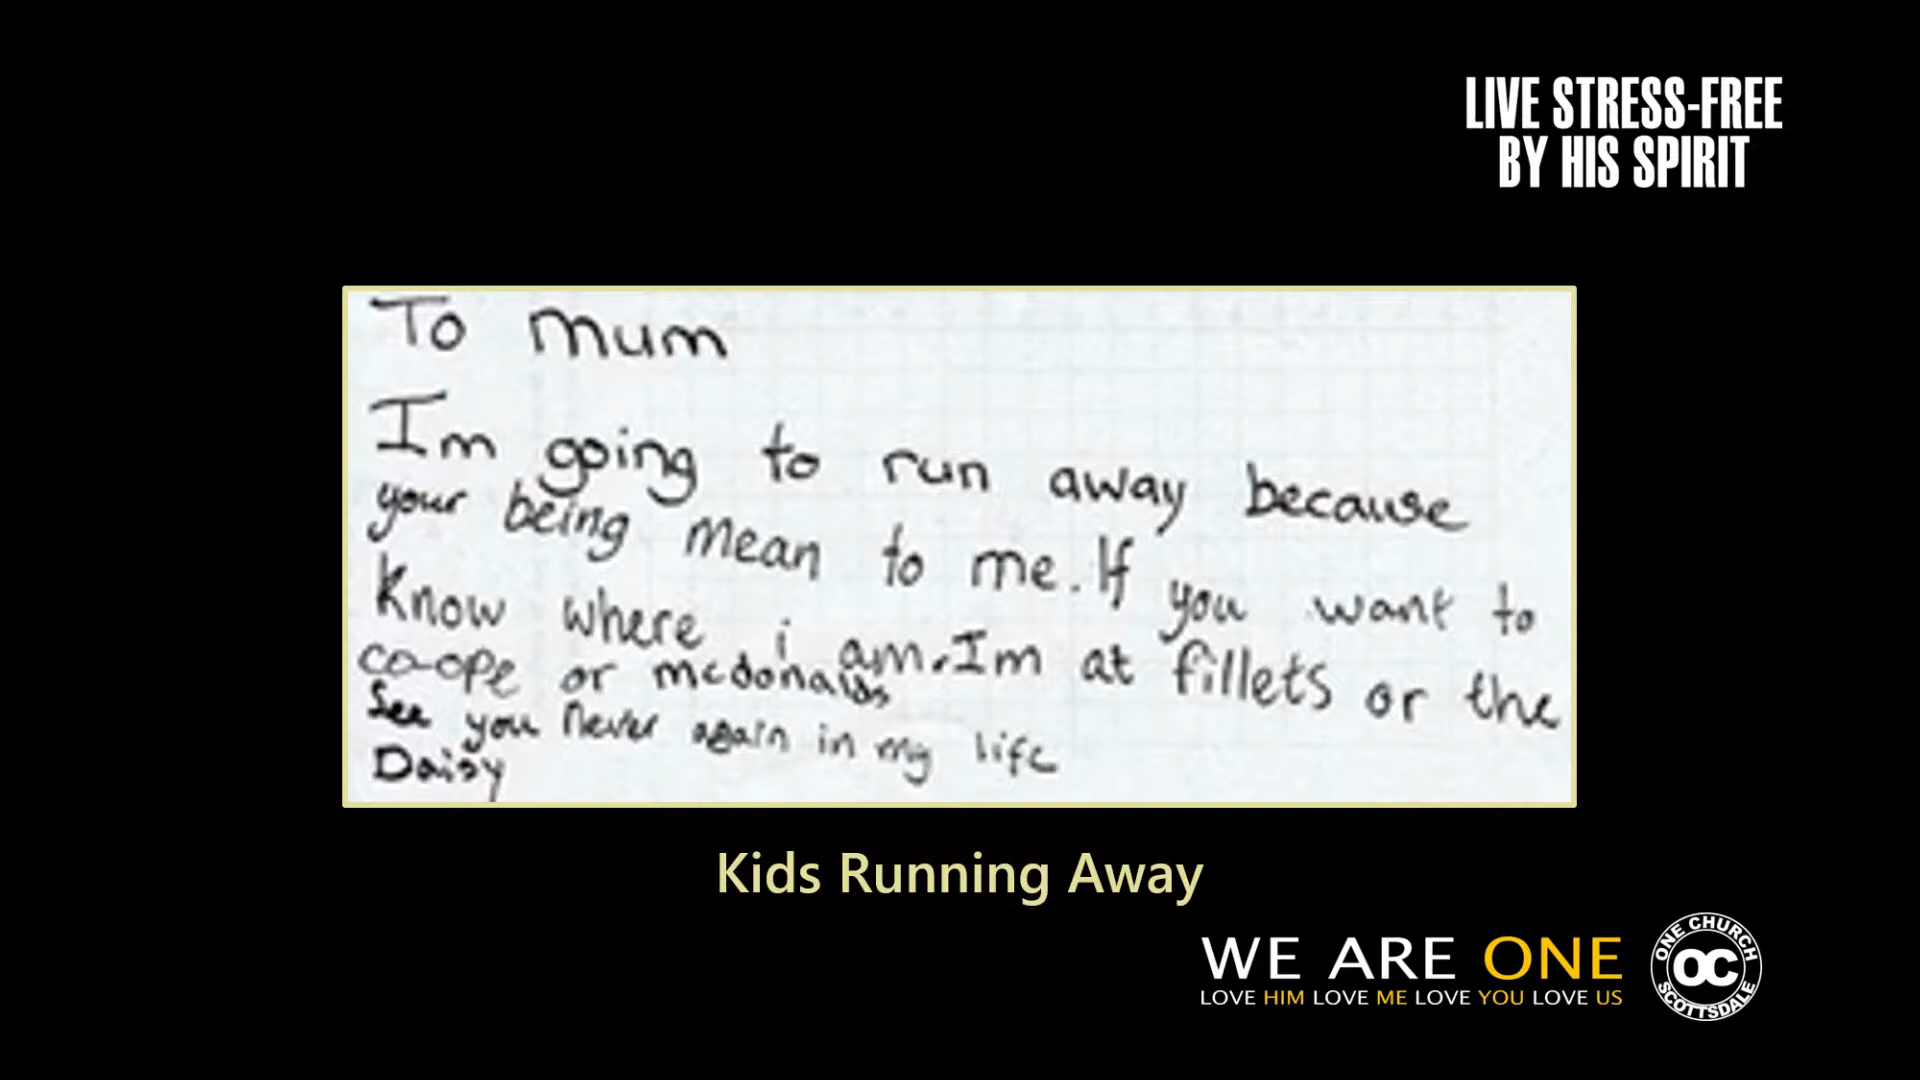 LIVE STRESS-FREE
BY HIS SPIRIT
To mum
Im going to run away because
your being mean to me. If you want to
know where i am. Im at fillets or the
co-ope or mcdonalds
See you never again in my life
Daisy
Kids Running Away
WE ARE ONE
LOVE HIM LOVE ME LOVE YOU LOVE US
ONE CHURCH
OC
SCOTTSDALE